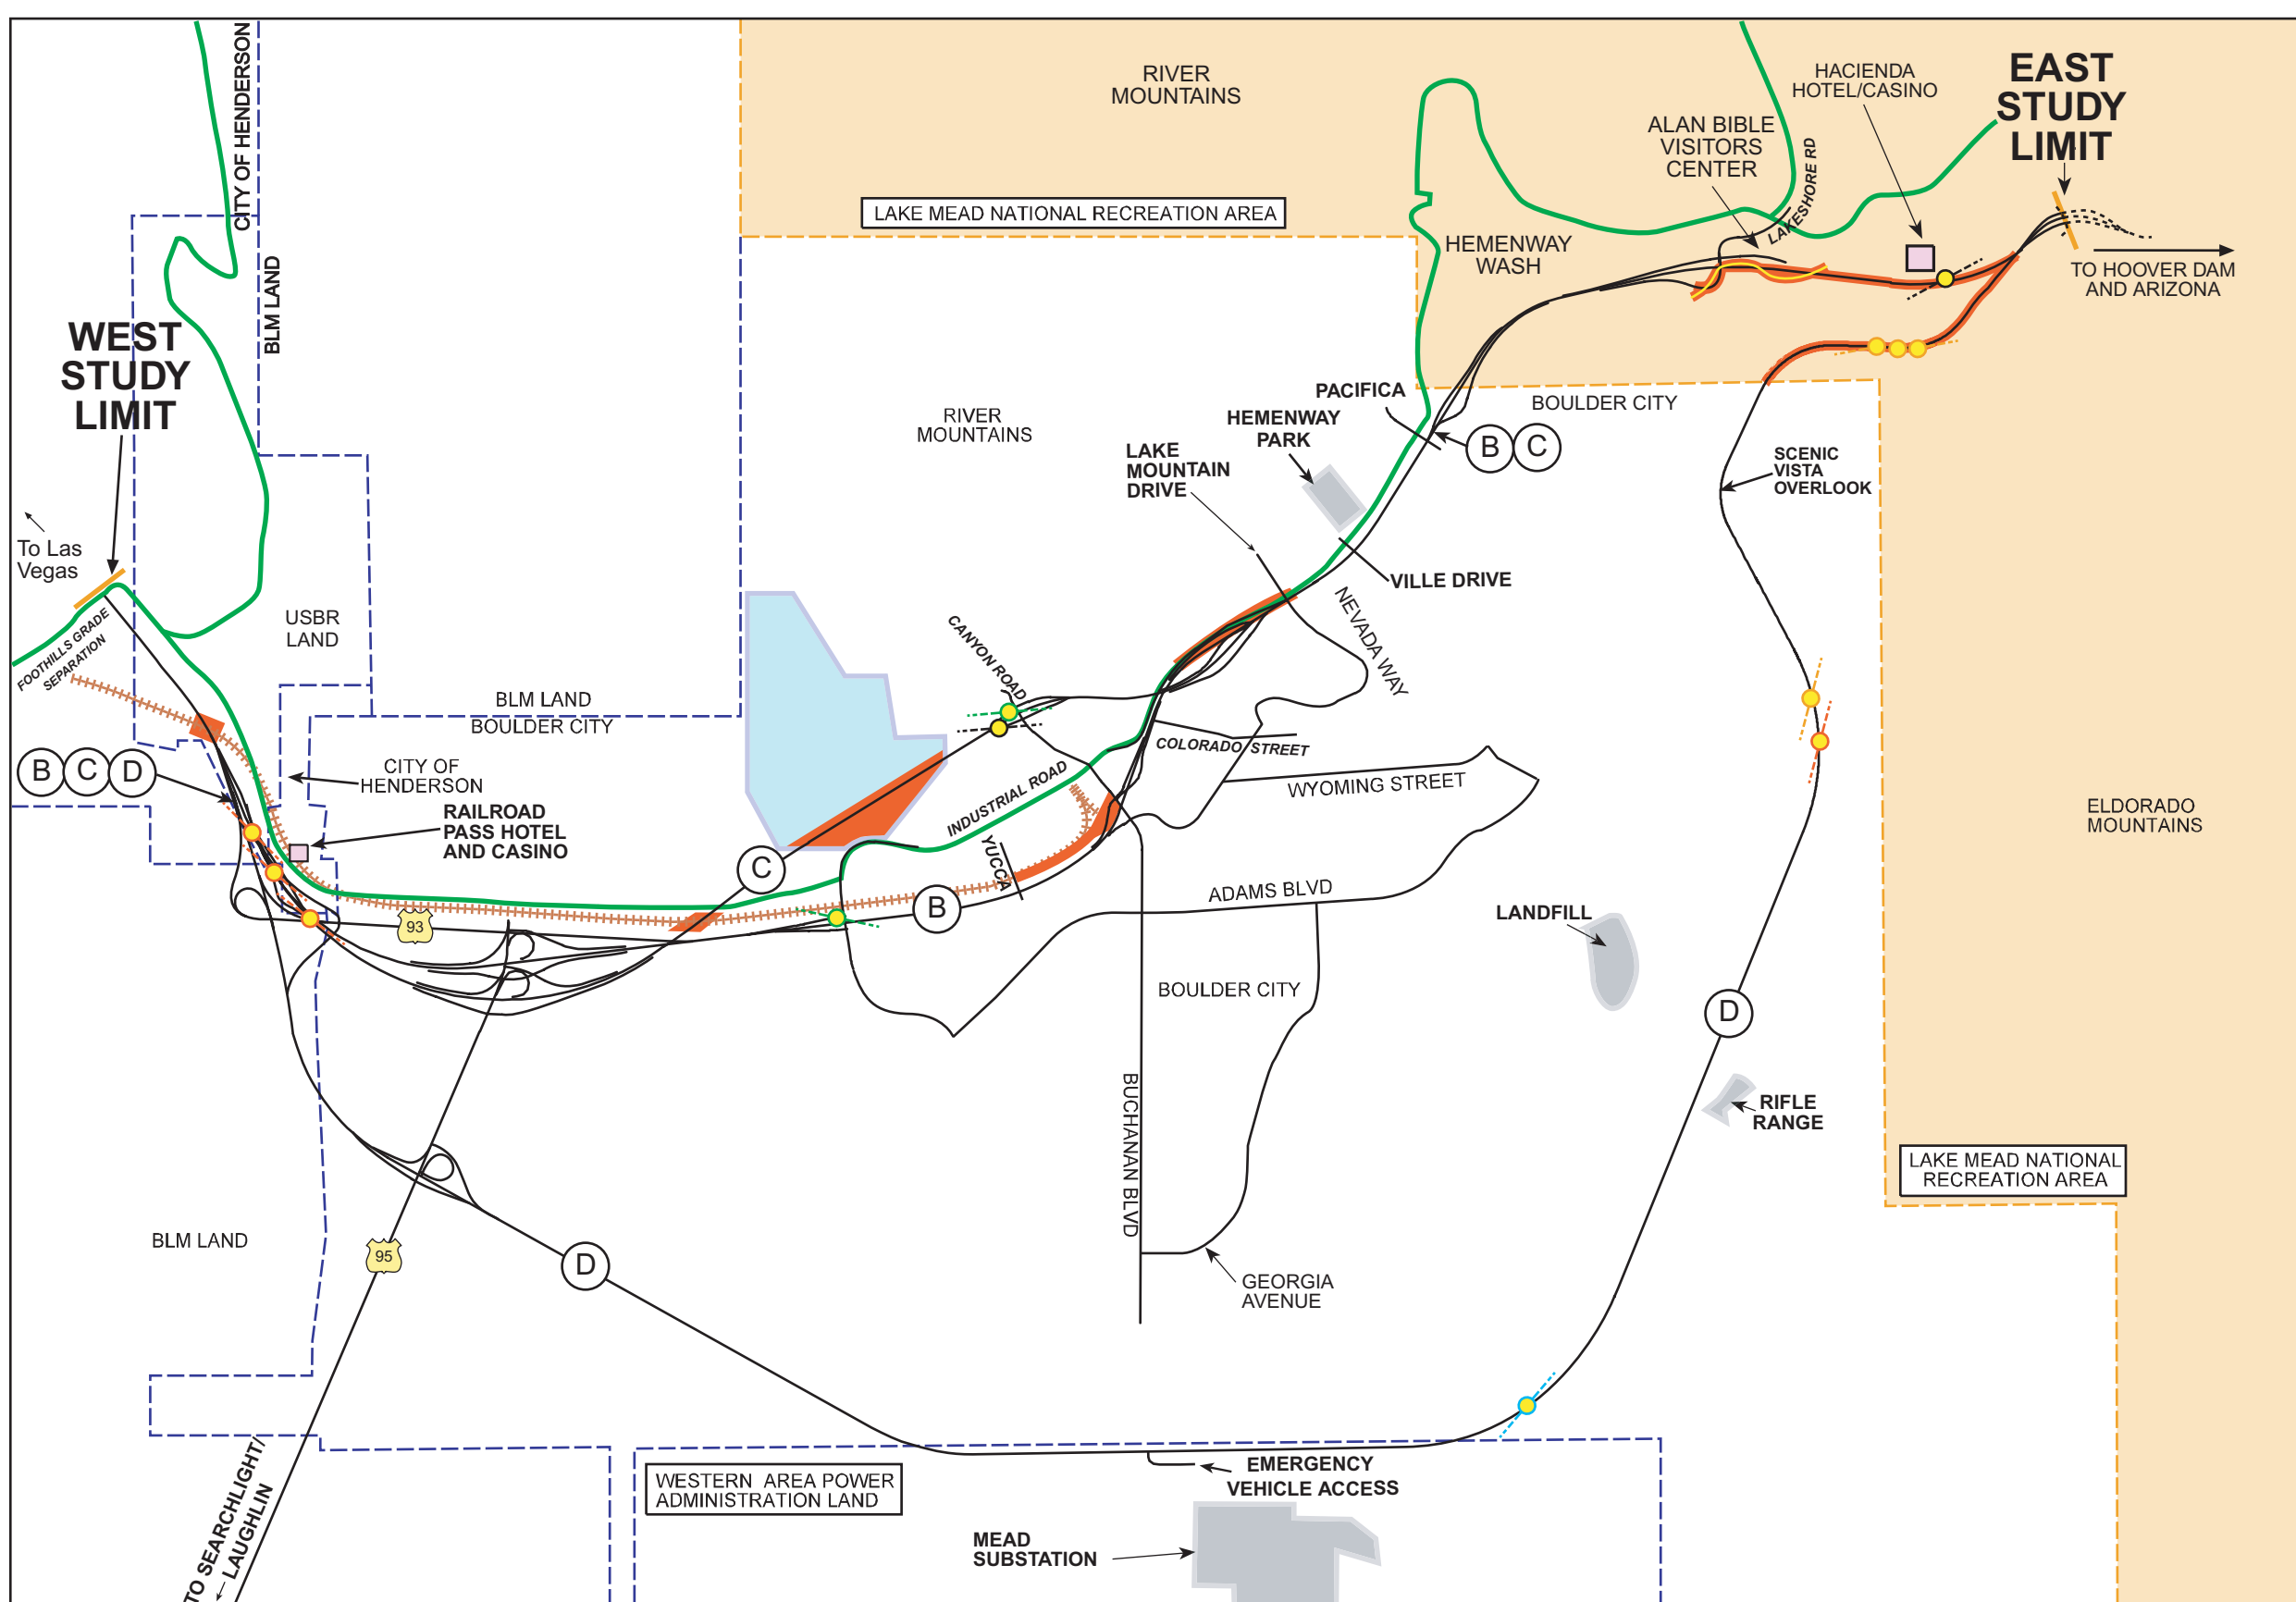 CITY OF HENDERSON
BLM LAND
RIVER
MOUNTAINS
LAKE MEAD NATIONAL RECREATION AREA
HEMENWAY
WASH
ALAN BIBLE
VISITORS
CENTER
LAKESHORE RD
HACIENDA
HOTEL/CASINO
EAST
STUDY
LIMIT
TO HOOVER DAM
AND ARIZONA
WEST
STUDY
LIMIT
To Las
Vegas
FOOTHILLS GRADE
SEPARATION
USBR
LAND
RIVER
MOUNTAINS
PACIFICA
HEMENWAY
PARK
LAKE
MOUNTAIN
DRIVE
B
C
BOULDER CITY
SCENIC
VISTA
OVERLOOK
VILLE DRIVE
NEVADA WAY
CANYON ROAD
BLM LAND
BOULDER CITY
B
C
D
CITY OF
HENDERSON
RAILROAD
PASS HOTEL
AND CASINO
COLORADO STREET
WYOMING STREET
INDUSTRIAL ROAD
YUCCA
ELDORADO
MOUNTAINS
C
B
93
ADAMS BLVD
LANDFILL
BOULDER CITY
D
BUCHANAN BLVD
RIFLE
RANGE
LAKE MEAD NATIONAL
RECREATION AREA
BLM LAND
95
D
GEORGIA
AVENUE
TO SEARCHLIGHT/
LAUGHLIN
WESTERN AREA POWER
ADMINISTRATION LAND
EMERGENCY
VEHICLE ACCESS
MEAD
SUBSTATION